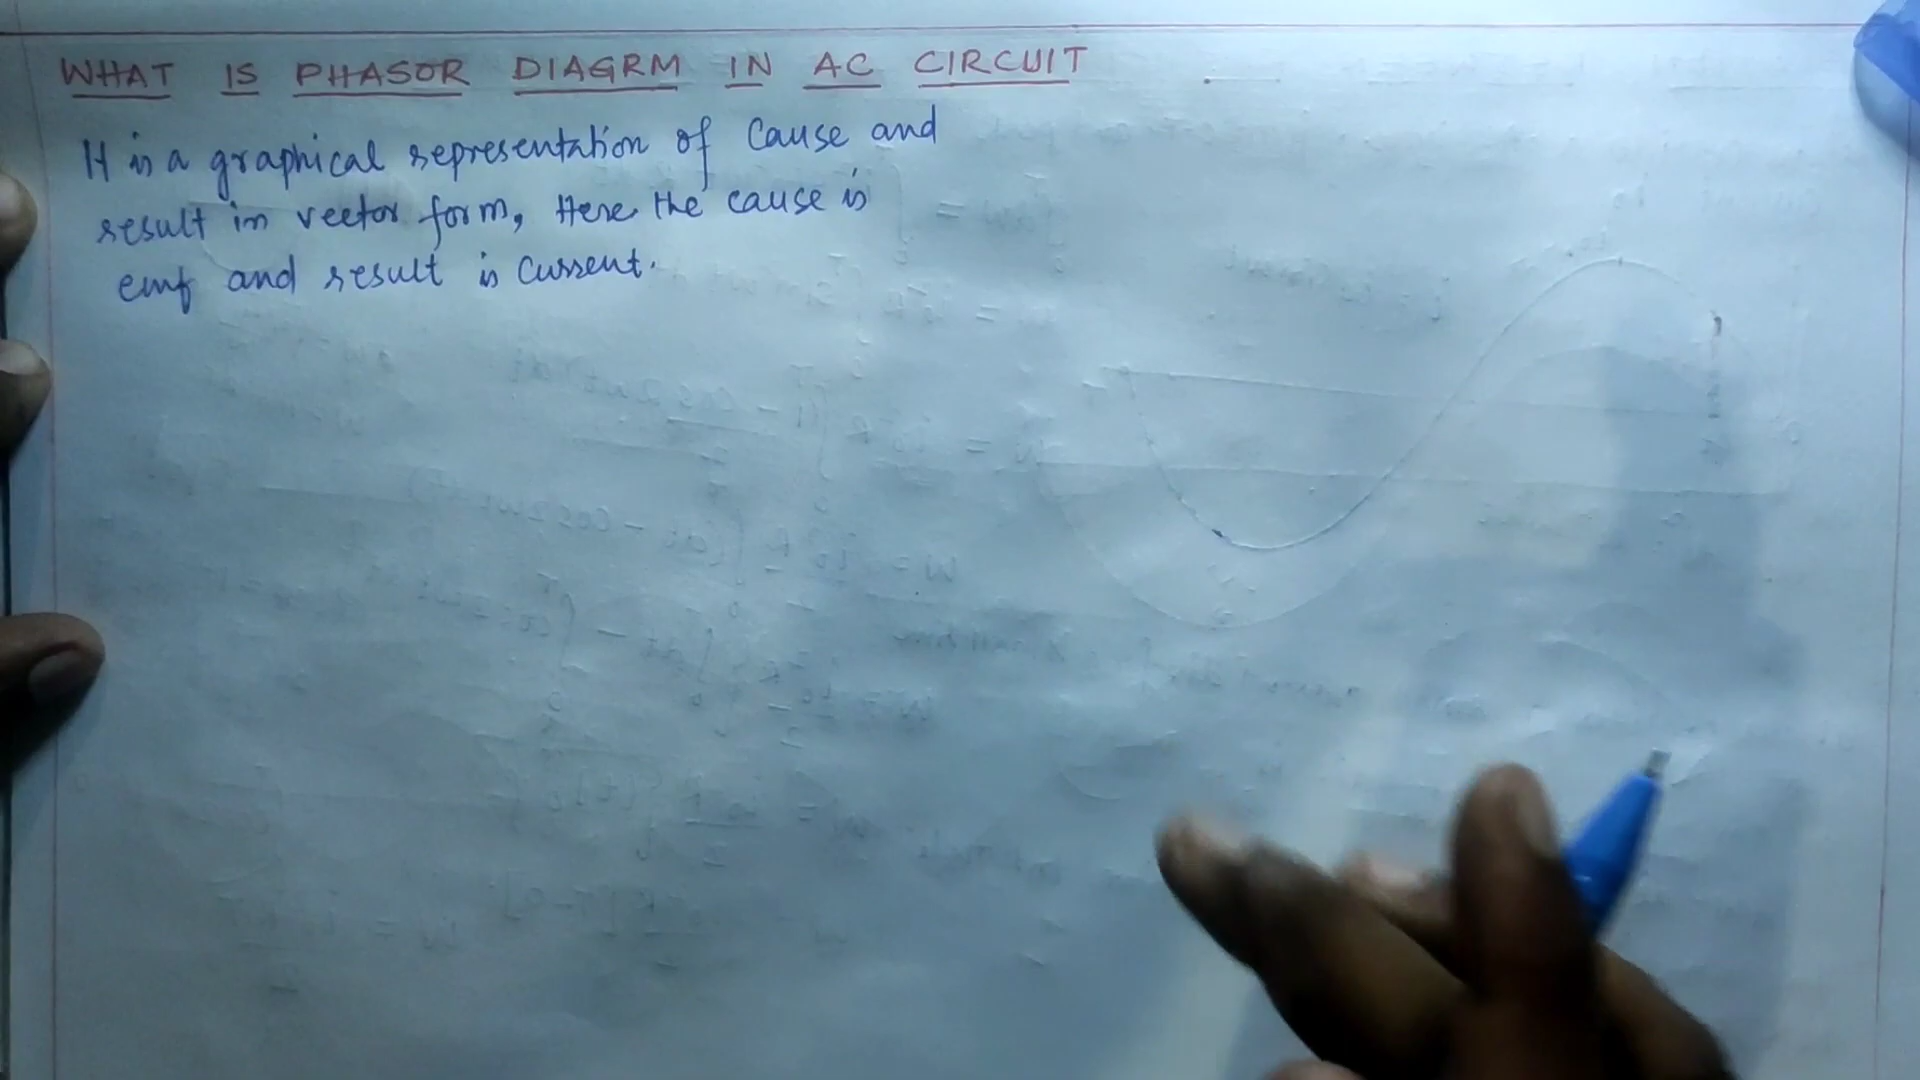 WHAT IS PHASOR DIAGRM IN AC CIRCUIT
It is a graphical representation of Cause and
result in vector form, Here the cause is
emf and result is Current.